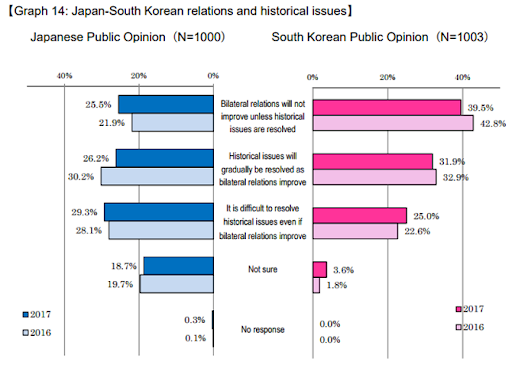 【Graph 14: Japan-South Korean relations and historical issues】
Japanese Public Opinion（N=1000）
South Korean Public Opinion（N=1003）
40% 20% 0% 0% 20% 40%
25.5% Bilateral relations will not 39.5%
21.9% improve unless historical 42.8%
issues are resolved
26.2% Historical issues will 31.9%
30.2% gradually be resolved as 32.9%
bilateral relations improve
29.3% It is difficult to resolve 25.0%
28.1% historical issues even if 22.6%
bilateral relations improve
18.7% Not sure 3.6%
19.7% 1.8%
0.3% No response 0.0%
0.1% 0.0%
2017
2016
2017
2016